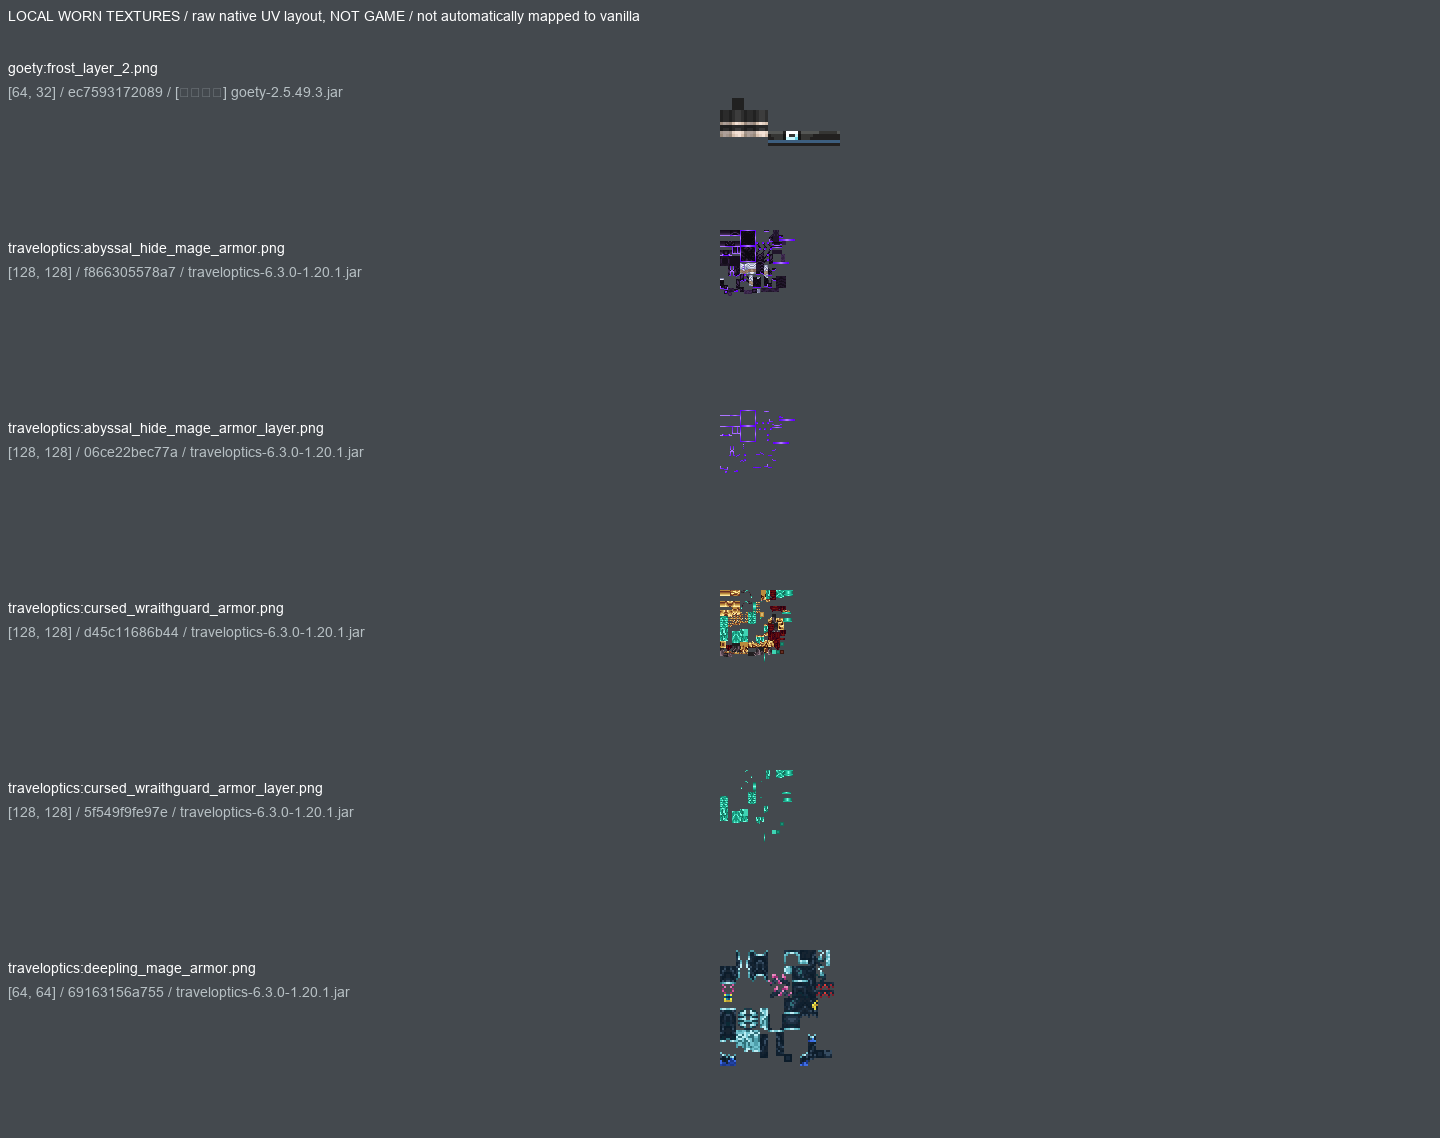 LOCAL WORN TEXTURES / raw native UV layout, NOT GAME / not automatically mapped to vanilla
goety:frost_layer_2.png
[64, 32] / ec7593172089 / [□□□□] goety-2.5.49.3.jar
traveloptics:abyssal_hide_mage_armor.png
[128, 128] / f866305578a7 / traveloptics-6.3.0-1.20.1.jar
traveloptics:abyssal_hide_mage_armor_layer.png
[128, 128] / 06ce22bec77a / traveloptics-6.3.0-1.20.1.jar
traveloptics:cursed_wraithguard_armor.png
[128, 128] / d45c11686b44 / traveloptics-6.3.0-1.20.1.jar
traveloptics:cursed_wraithguard_armor_layer.png
[128, 128] / 5f549f9fe97e / traveloptics-6.3.0-1.20.1.jar
traveloptics:deepling_mage_armor.png
[64, 64] / 69163156a755 / traveloptics-6.3.0-1.20.1.jar